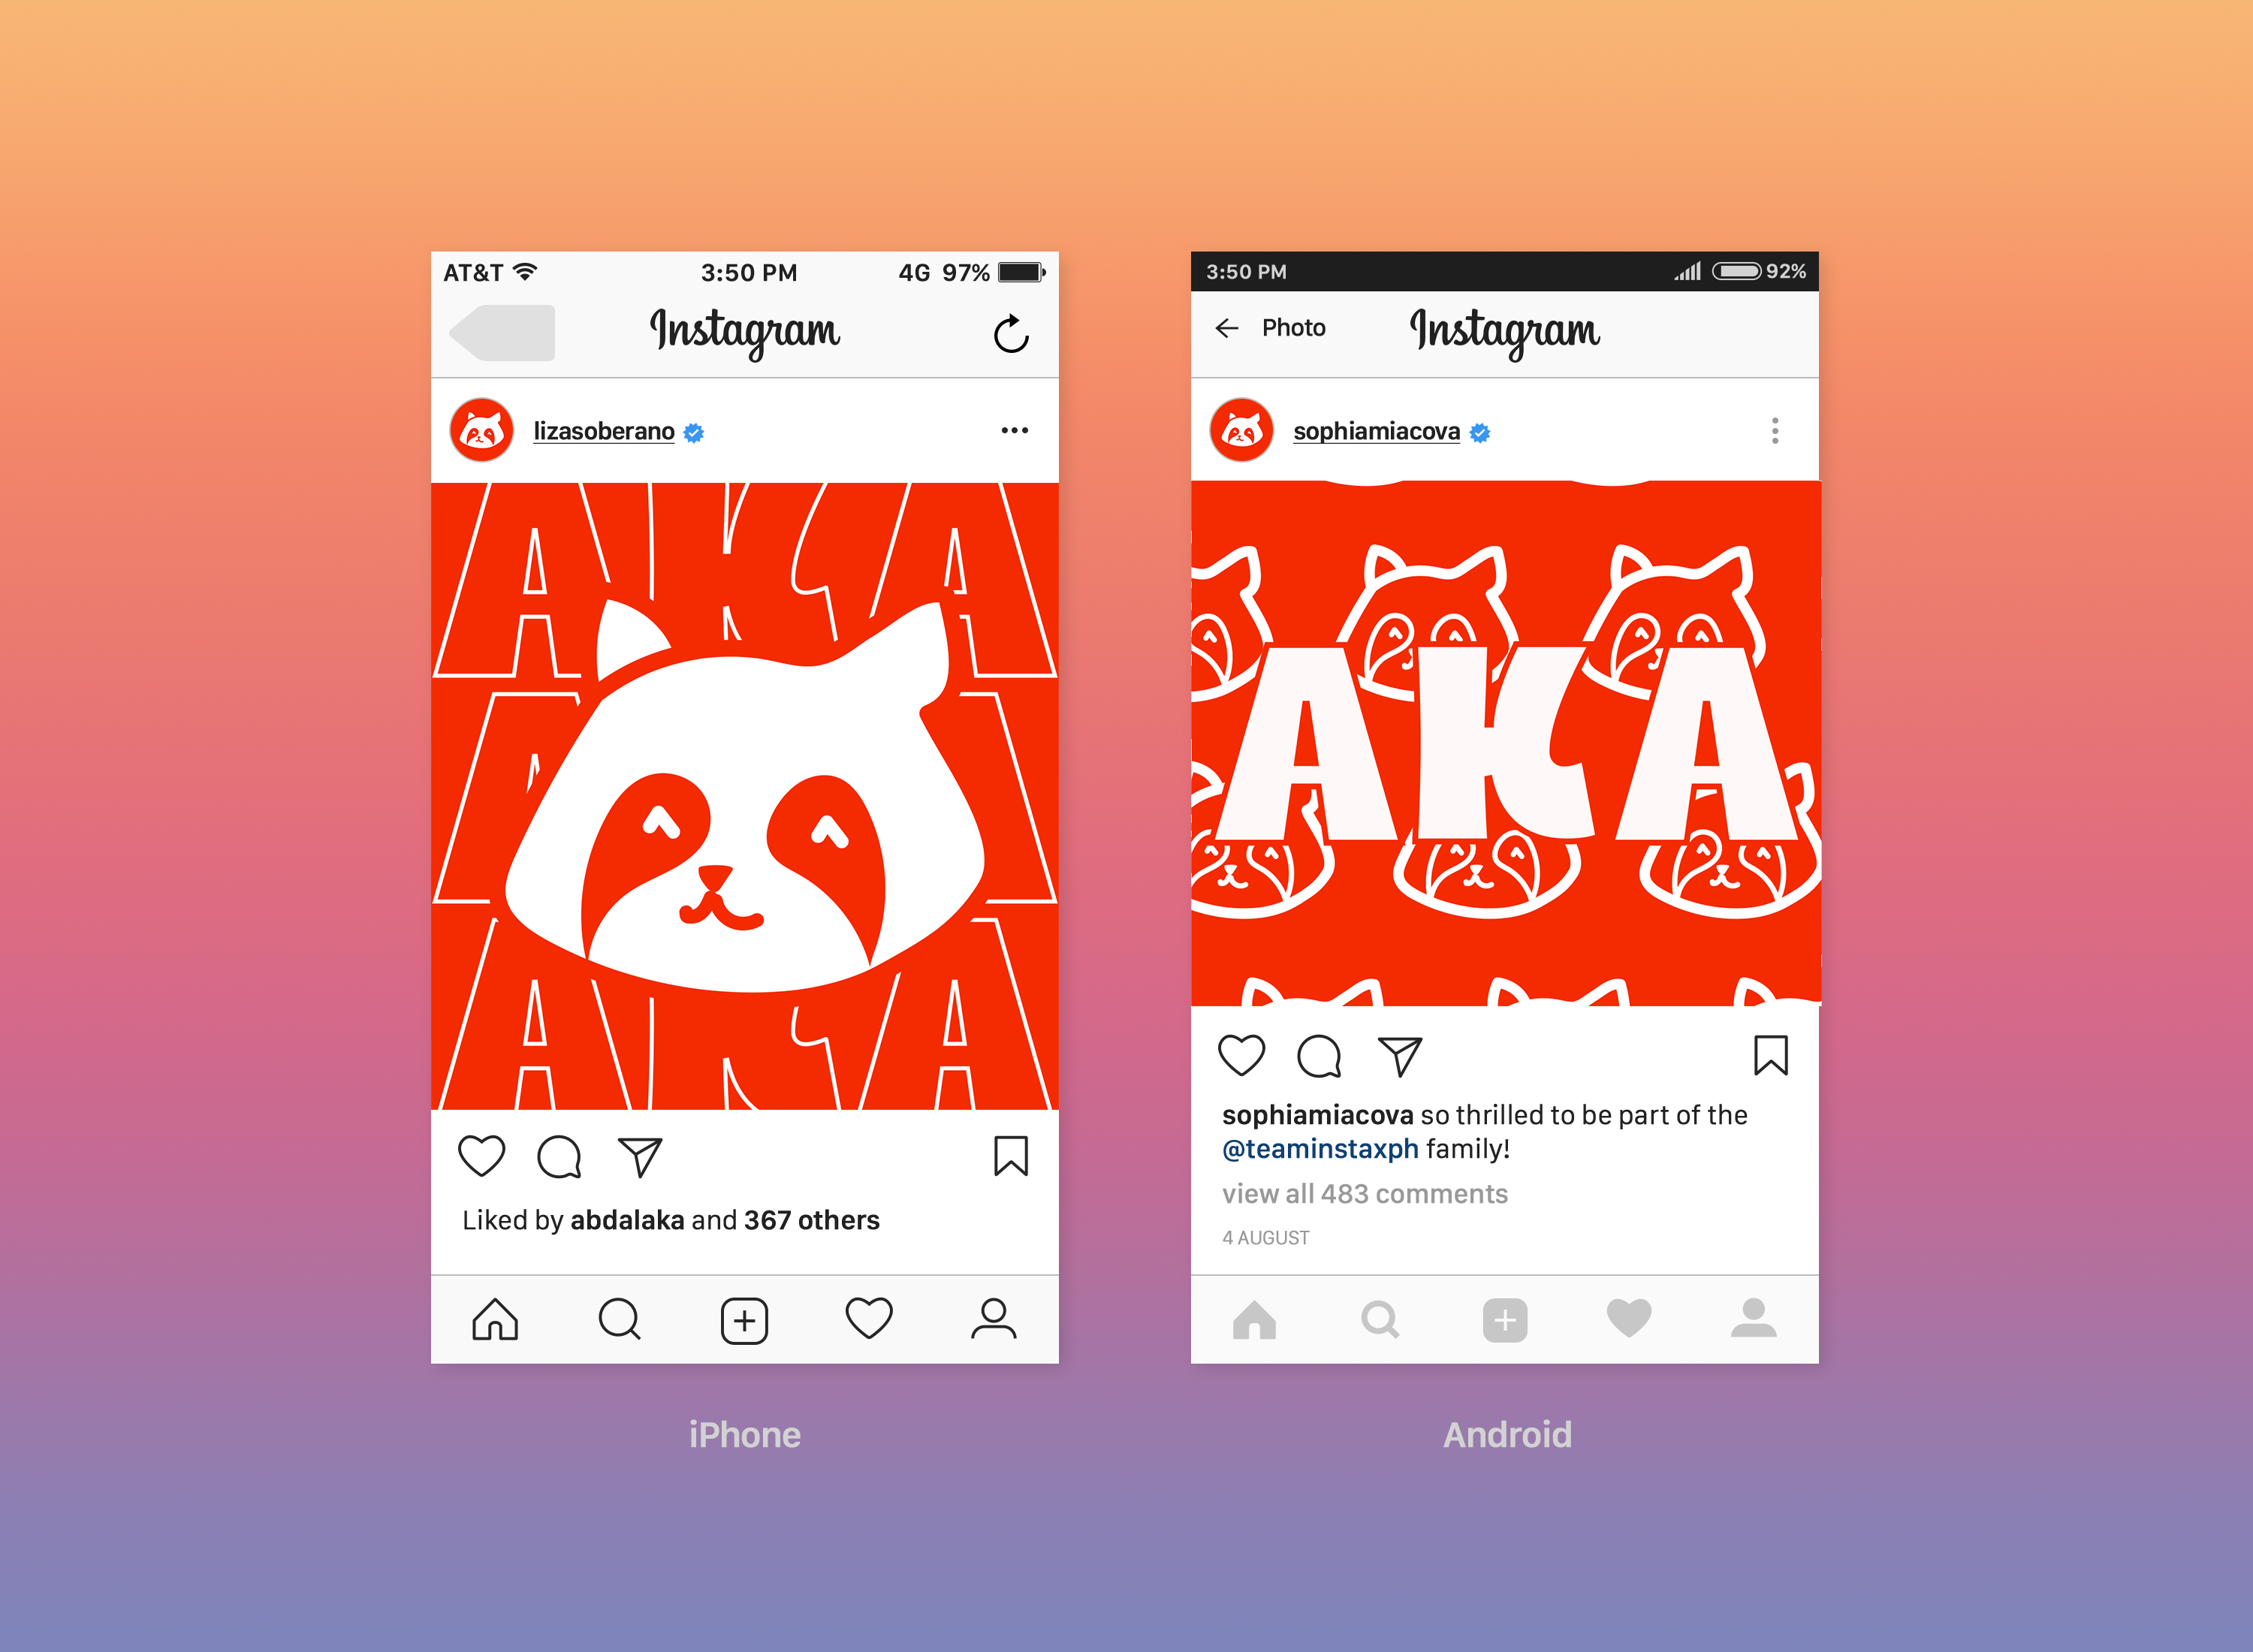 AT&T 3:50 PM 4G 97%
Instagram
lizasoberano
AKA
AKA
AKA
Liked by abdalaka and 367 others
iPhone
3:50 PM 92%
Photo Instagram
sophiamiacova
AKA
sophiamiacova so thrilled to be part of the
@teaminstaxph family!
view all 483 comments
4 AUGUST
Android